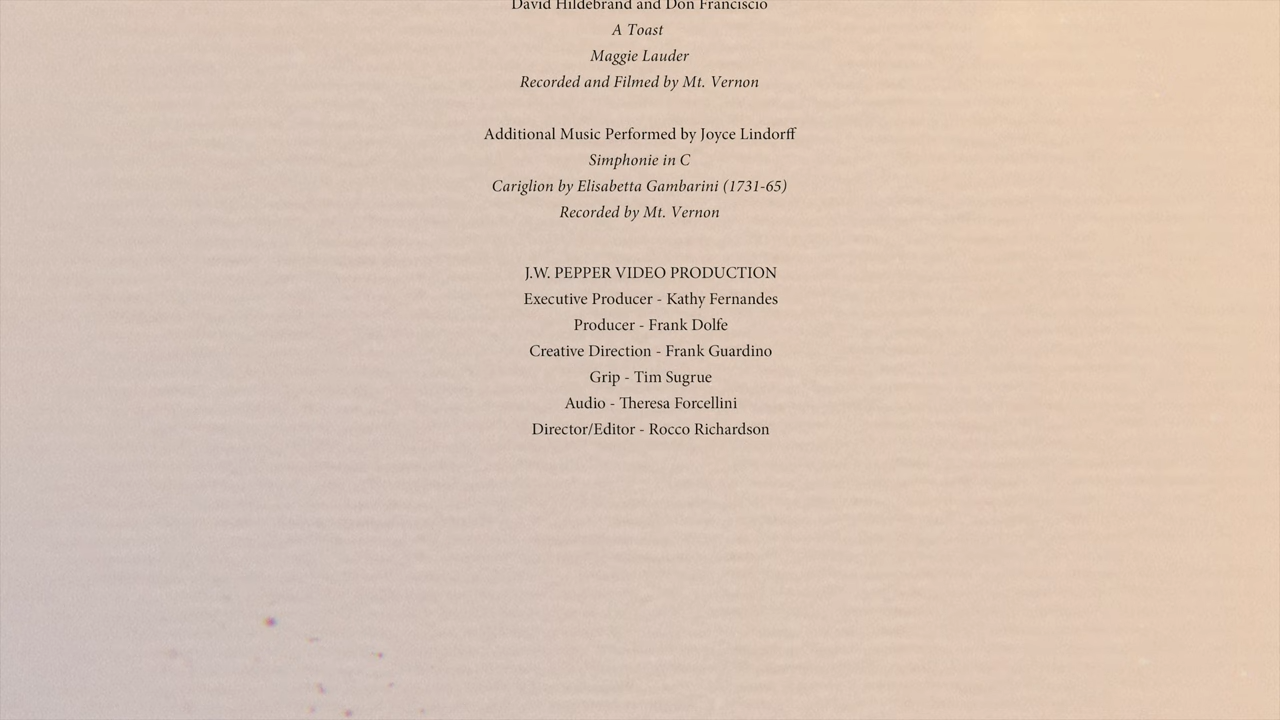 David Hildebrand and Don Franciscio
A Toast
Maggie Lauder
Recorded and Filmed by Mt. Vernon
Additional Music Performed by Joyce Lindorff
Simphonie in C
Cariglion by Elisabetta Gambarini (1731-65)
Recorded by Mt. Vernon
J.W. PEPPER VIDEO PRODUCTION
Executive Producer - Kathy Fernandes
Producer - Frank Dolfe
Creative Direction - Frank Guardino
Grip - Tim Sugrue
Audio - Theresa Forcellini
Director/Editor - Rocco Richardson